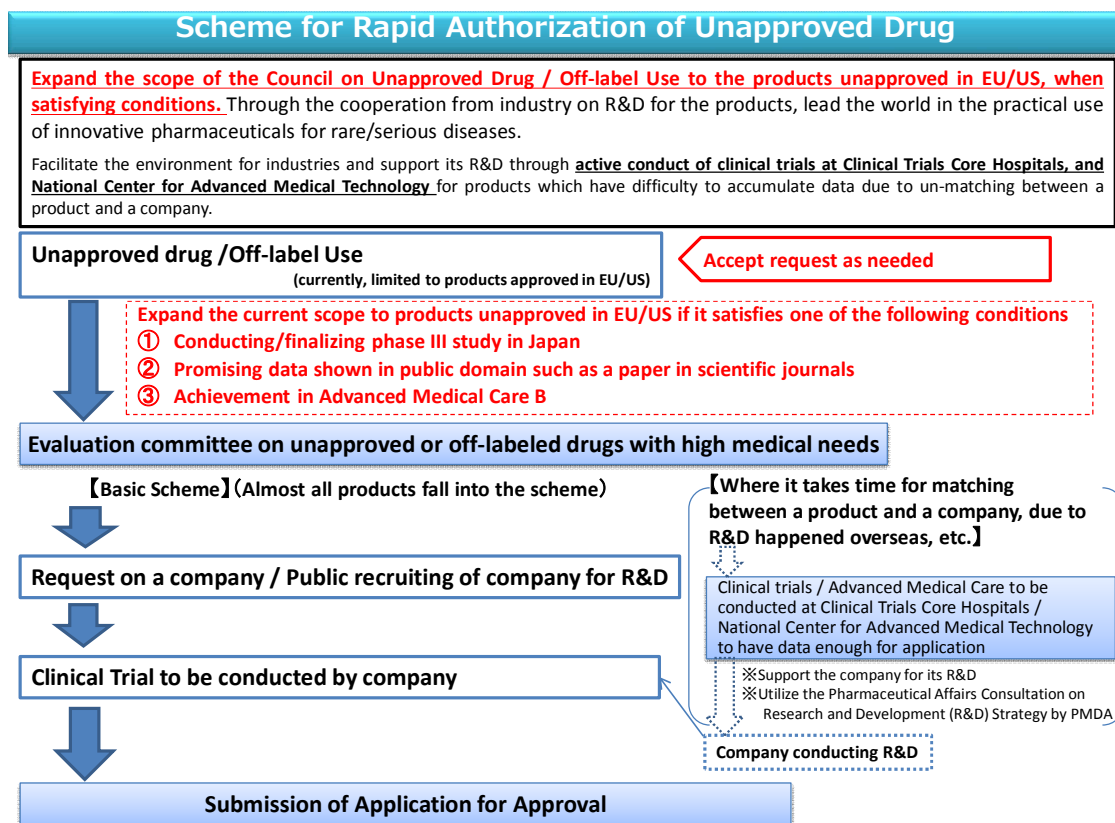 Scheme for Rapid Authorization of Unapproved Drug
Expand the scope of the Council on Unapproved Drug / Off-label Use to the products unapproved in EU/US, when
satisfying conditions. Through the cooperation from industry on R&D for the products, lead the world in the practical use
of innovative pharmaceuticals for rare/serious diseases.
Facilitate the environment for industries and support its R&D through active conduct of clinical trials at Clinical Trials Core Hospitals, and
National Center for Advanced Medical Technology for products which have difficulty to accumulate data due to un-matching between a
product and a company.
Unapproved drug /Off-label Use
(currently, limited to products approved in EU/US)
Accept request as needed
Expand the current scope to products unapproved in EU/US if it satisfies one of the following conditions
① Conducting/finalizing phase III study in Japan
② Promising data shown in public domain such as a paper in scientific journals
③ Achievement in Advanced Medical Care B
Evaluation committee on unapproved or off-labeled drugs with high medical needs
【Basic Scheme】(Almost all products fall into the scheme)
【Where it takes time for matching
between a product and a company, due to
R&D happened overseas, etc.】
Request on a company / Public recruiting of company for R&D
Clinical trials / Advanced Medical Care to be
conducted at Clinical Trials Core Hospitals /
National Center for Advanced Medical Technology
to have data enough for application
Clinical Trial to be conducted by company
※Support the company for its R&D
※Utilize the Pharmaceutical Affairs Consultation on
Research and Development (R&D) Strategy by PMDA
Company conducting R&D
Submission of Application for Approval